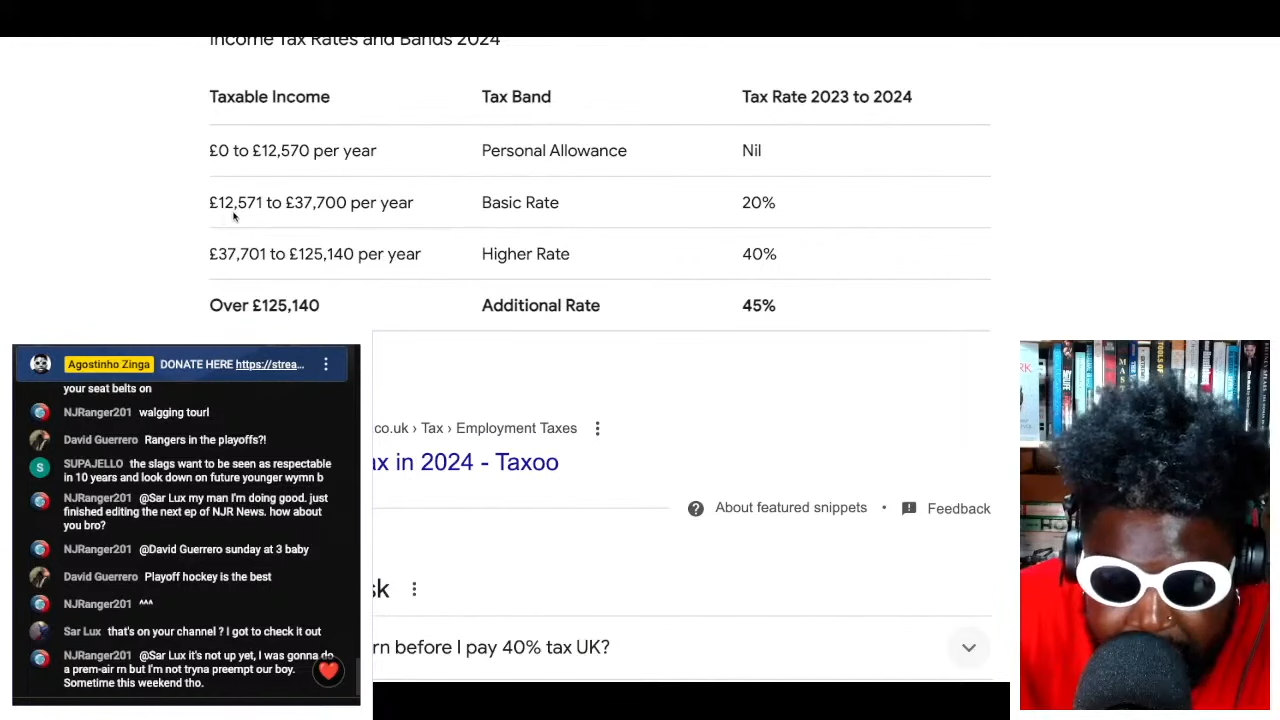 Income Tax Rates and Bands 2024
Taxable Income Tax Band Tax Rate 2023 to 2024
£0 to £12,570 per year Personal Allowance Nil
£12,571 to £37,700 per year Basic Rate 20%
£37,701 to £125,140 per year Higher Rate 40%
Over £125,140 Additional Rate 45%
Agostinho Zinga DONATE HERE https://strea...
your seat belts on
NJRanger201 walgging tourl
David Guerrero Rangers in the playoffs?!
SUPAJELLO the slags want to be seen as respectable
in 10 years and look down on future younger wymn b
NJRanger201 @Sar Lux my man I'm doing good. just
finished editing the next ep of NJR News. how about
you bro?
NJRanger201 @David Guerrero sunday at 3 baby
David Guerrero Playoff hockey is the best
NJRanger201 ^^^
Sar Lux that's on your channel ? I got to check it out
NJRanger201 @Sar Lux it's not up yet, I was gonna do
a prem-air rn but I'm not tryna preempt our boy.
Sometime this weekend tho.
co.uk › Tax › Employment Taxes
ax in 2024 - Taxoo
About featured snippets • Feedback
sk
rn before I pay 40% tax UK?